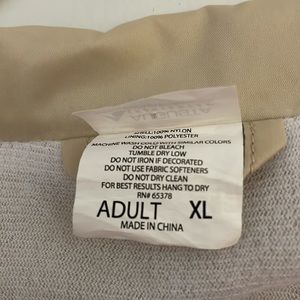 SHELL:100% NYLON
LINING:100% POLYESTER
MACHINE WASH COLD WITH SIMILAR COLORS
DO NOT BLEACH
TUMBLE DRY LOW
DO NOT IRON IF DECORATED
DO NOT USE FABRIC SOFTENERS
DO NOT DRY CLEAN
FOR BEST RESULTS HANG TO DRY
RN# 65378
ADULT XL
MADE IN CHINA